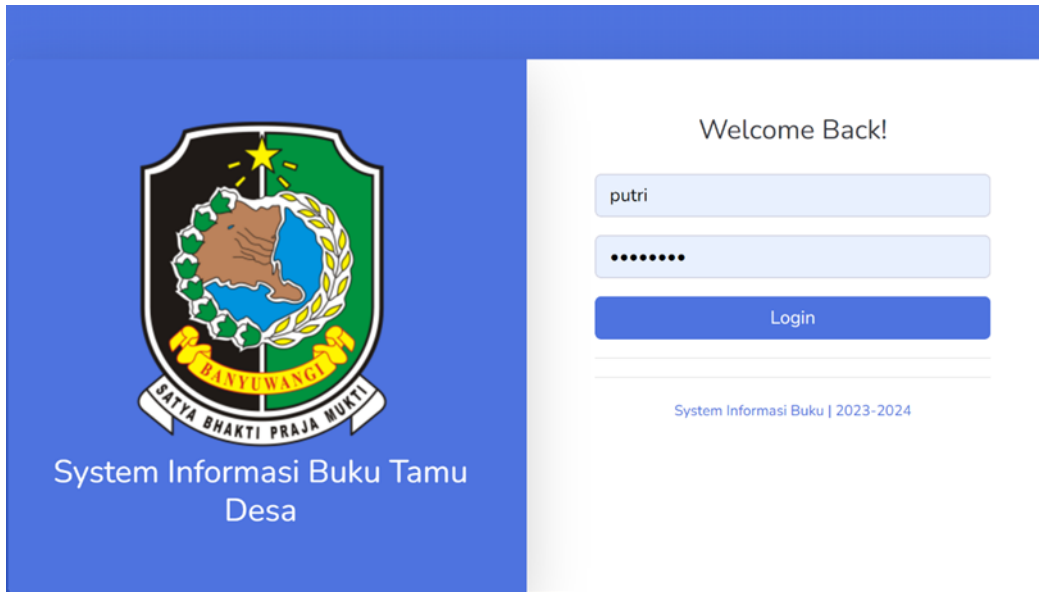 BANYUWANGI
SATYA BHAKTI PRAJA MUKTI
System Informasi Buku Tamu
Desa
Welcome Back!
putri
••••••••
Login
System Informasi Buku | 2023-2024